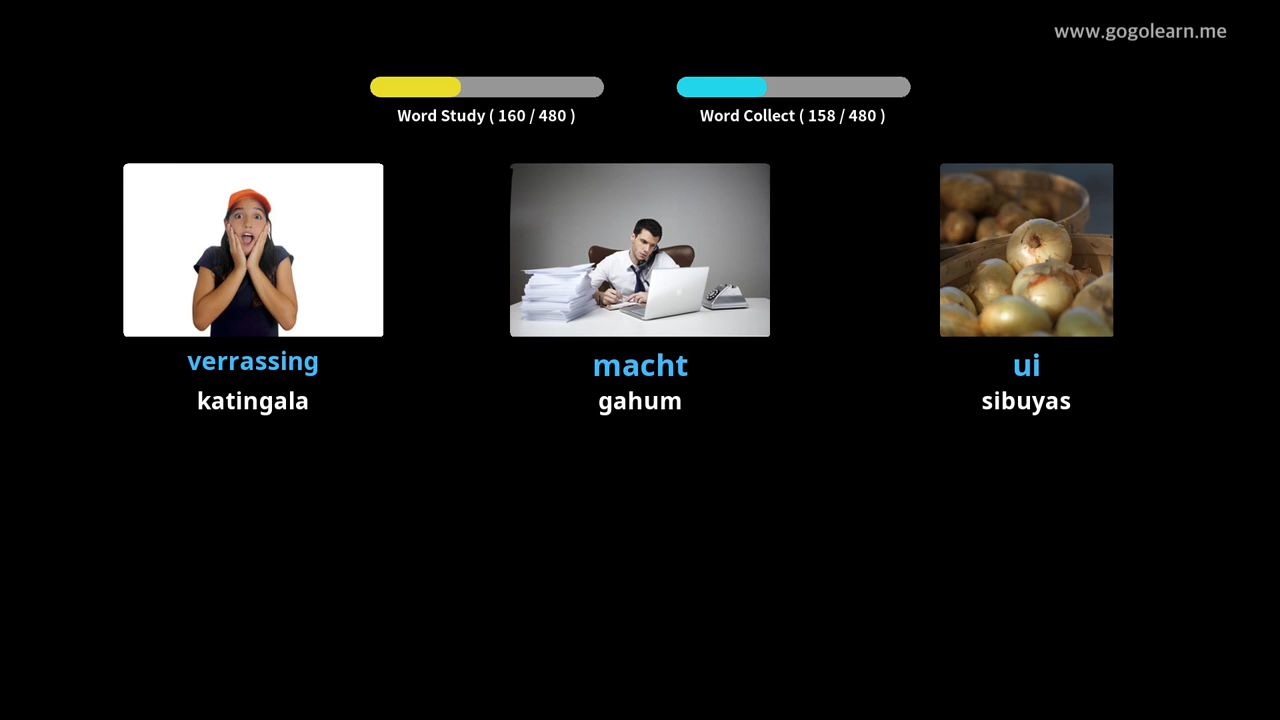 www.gogolearn.me
Word Study ( 160 / 480 )
Word Collect ( 158 / 480 )
verrassing
macht
ui
katingala
gahum
sibuyas